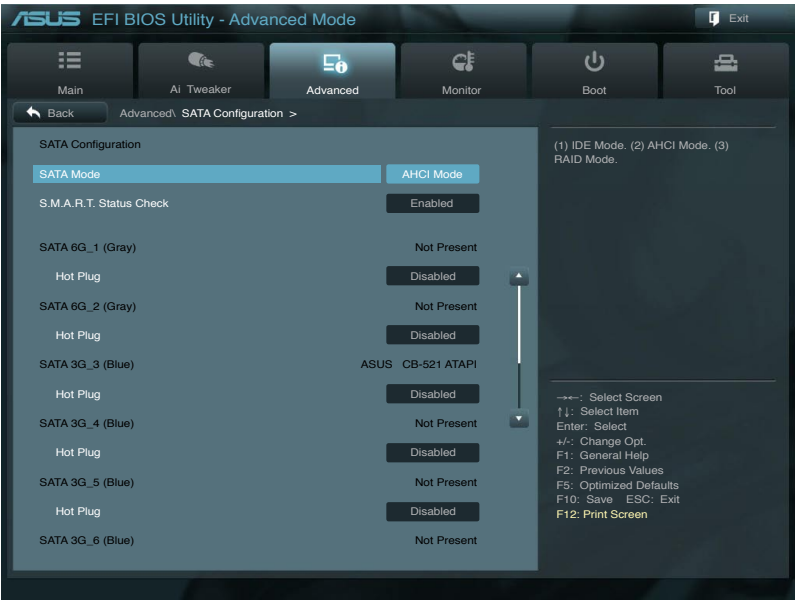 ASUS EFI BIOS Utility - Advanced Mode
Exit
Main
Ai Tweaker
Advanced
Monitor
Boot
Tool
Back
Advanced\ SATA Configuration >
SATA Configuration
SATA Mode AHCI Mode
S.M.A.R.T. Status Check Enabled
SATA 6G_1 (Gray) Not Present
Hot Plug Disabled
SATA 6G_2 (Gray) Not Present
Hot Plug Disabled
SATA 3G_3 (Blue) ASUS CB-521 ATAPI
Hot Plug Disabled
SATA 3G_4 (Blue) Not Present
Hot Plug Disabled
SATA 3G_5 (Blue) Not Present
Hot Plug Disabled
SATA 3G_6 (Blue) Not Present
(1) IDE Mode. (2) AHCI Mode. (3)
RAID Mode.
→←: Select Screen
↑↓: Select Item
Enter: Select
+/-: Change Opt.
F1: General Help
F2: Previous Values
F5: Optimized Defaults
F10: Save ESC: Exit
F12: Print Screen